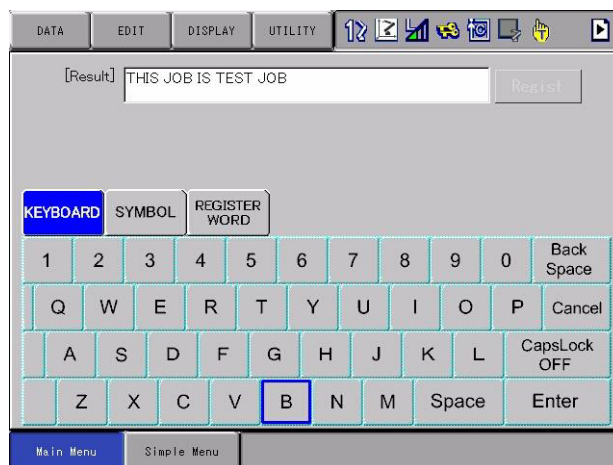 DATA EDIT DISPLAY UTILITY
[Result] THIS JOB IS TEST JOB Regist
KEYBOARD SYMBOL REGISTER
WORD
1 2 3 4 5 6 7 8 9 0 Back
Space
Q W E R T Y U I O P Cancel
A S D F G H J K L CapsLock
OFF
Z X C V B N M Space Enter
Main Menu Simple Menu